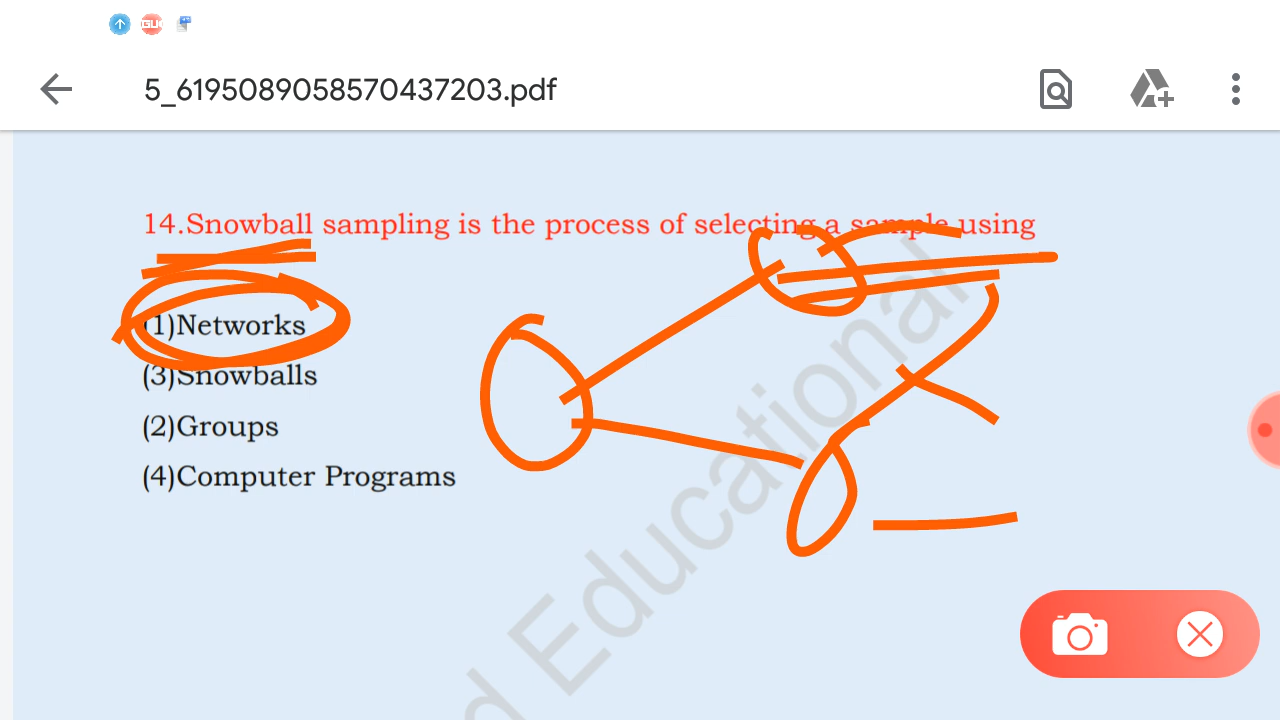 5_6195089058570437203.pdf
14.Snowball sampling is the process of selecting a sample using
(1)Networks
(3)Snowballs
(2)Groups
(4)Computer Programs
d Educational